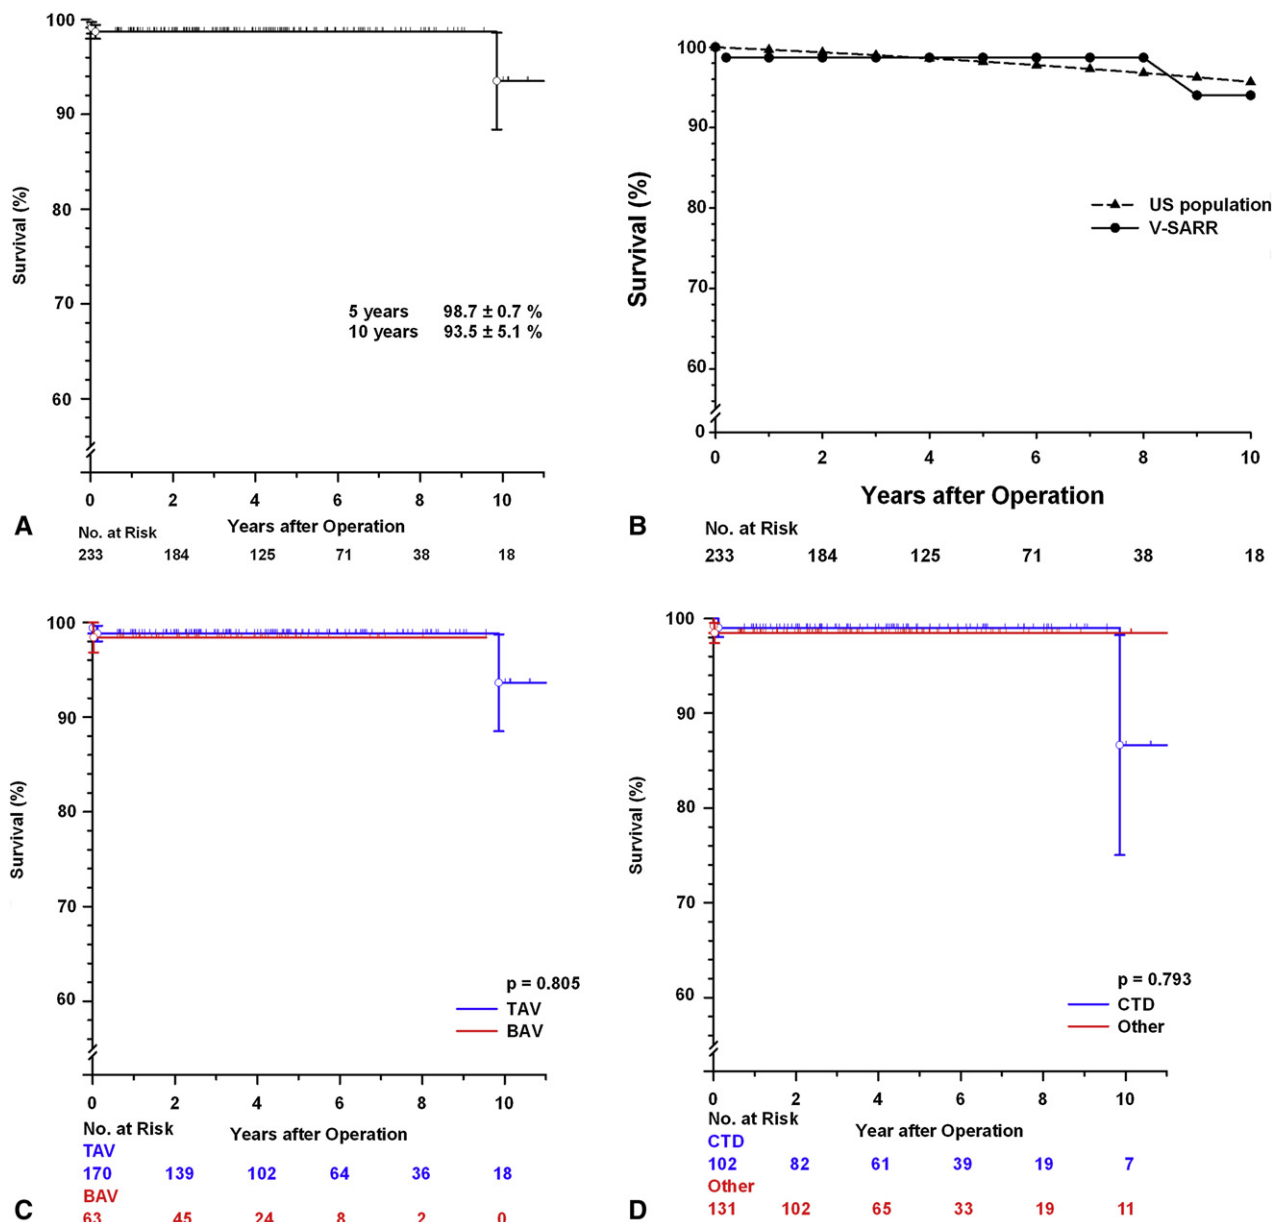 100
90
80
70
60
Survival (%)
5 years 98.7 ± 0.7 %
10 years 93.5 ± 5.1 %
0 2 4 6 8 10
A
Years after Operation
No. at Risk
233 184 125 71 38 18
100
90
80
70
60
0
Survival (%)
US population
V-SARR
0 2 4 6 8 10
Years after Operation
B
No. at Risk
233 184 125 71 38 18
100
90
80
70
60
Survival (%)
p = 0.805
TAV
BAV
0 2 4 6 8 10
No. at Risk
Years after Operation
TAV
170 139 102 64 36 18
BAV
C
63 45 24 8 2 0
100
90
80
70
60
Survival (%)
p = 0.793
CTD
Other
0 2 4 6 8 10
No. at Risk
Year after Operation
CTD
102 82 61 39 19 7
Other
D
131 102 65 33 19 11